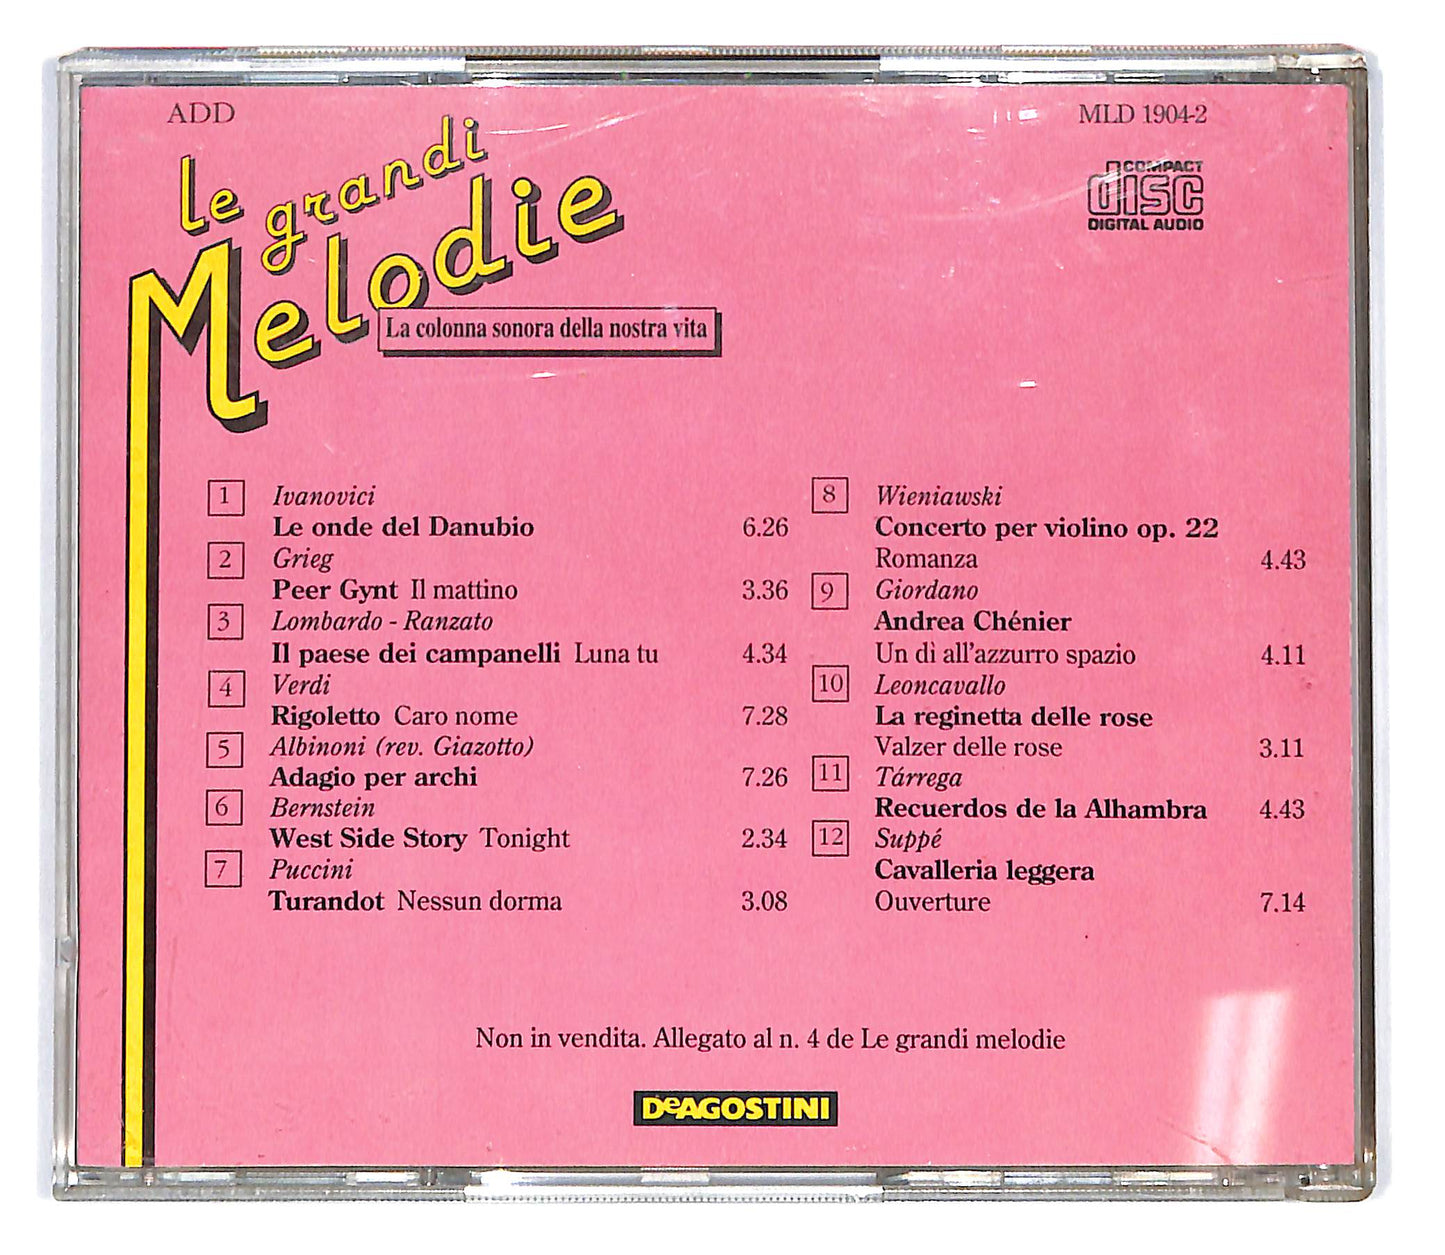 ADD
MLD 1904-2
le grandi
Melodie
La colonna sonora della nostra vita
COMPACT
disc
DIGITAL AUDIO
1 Ivanovici
Le onde del Danubio 6.26
2 Grieg
Peer Gynt Il mattino 3.36
3 Lombardo - Ranzato
Il paese dei campanelli Luna tu 4.34
4 Verdi
Rigoletto Caro nome 7.28
5 Albinoni (rev. Giazotto)
Adagio per archi 7.26
6 Bernstein
West Side Story Tonight 2.34
7 Puccini
Turandot Nessun dorma 3.08
8 Wieniawski
Concerto per violino op. 22
Romanza 4.43
9 Giordano
Andrea Chénier
Un dì all'azzurro spazio 4.11
10 Leoncavallo
La reginetta delle rose
Valzer delle rose 3.11
11 Tárrega
Recuerdos de la Alhambra 4.43
12 Suppé
Cavalleria leggera
Ouverture 7.14
Non in vendita. Allegato al n. 4 de Le grandi melodie
DeAGOSTINI